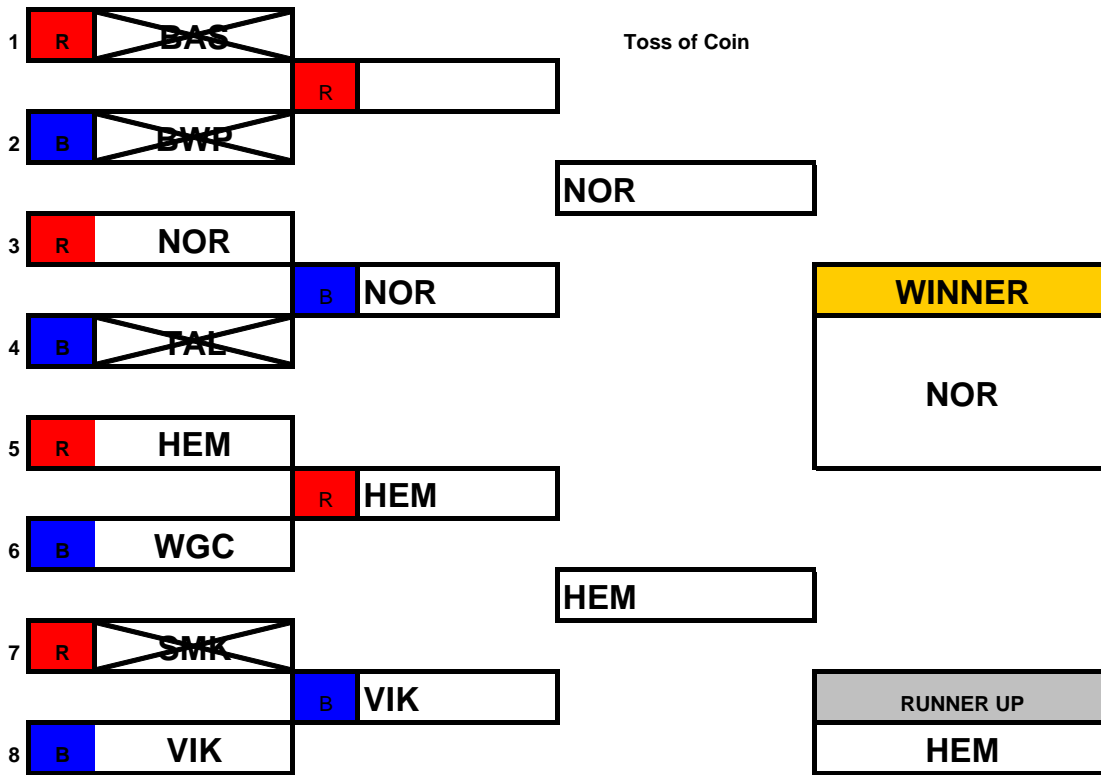 1 R BAS Toss of Coin
R
2 B BWP
NOR
3 R NOR
B NOR WINNER
4 B TAL
NOR
5 R HEM
R HEM
6 B WGC
HEM
7 R SMK
B VIK RUNNER UP
8 B VIK HEM